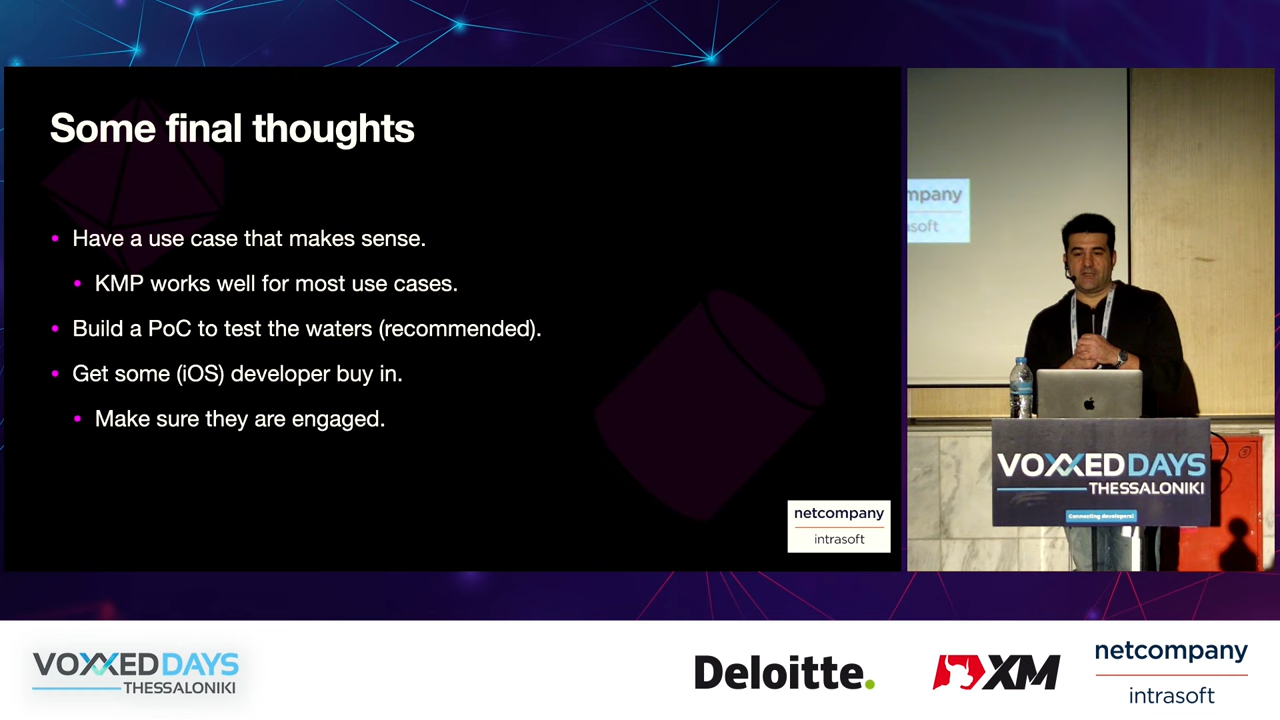 Some final thoughts
• Have a use case that makes sense.
• KMP works well for most use cases.
• Build a PoC to test the waters (recommended).
• Get some (iOS) developer buy in.
• Make sure they are engaged.
netcompany
intrasoft
mpany
soft
VOXXED DAYS
THESSALONIKI
Connecting developers!
VOXXED DAYS
THESSALONIKI
Deloitte.
XM
netcompany
intrasoft